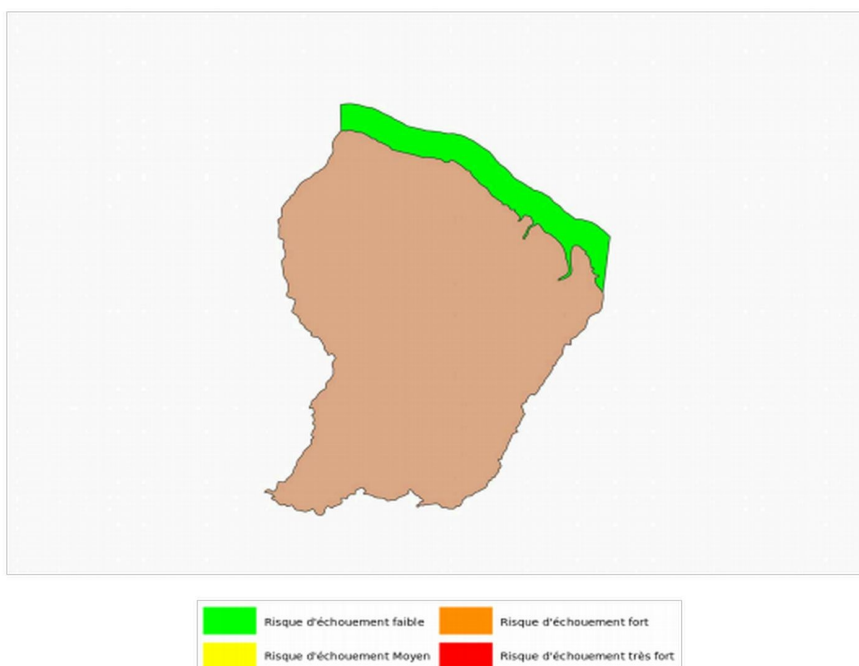 Risque d'échouement faible
Risque d'échouement fort
Risque d'échouement Moyen
Risque d'échouement très fort